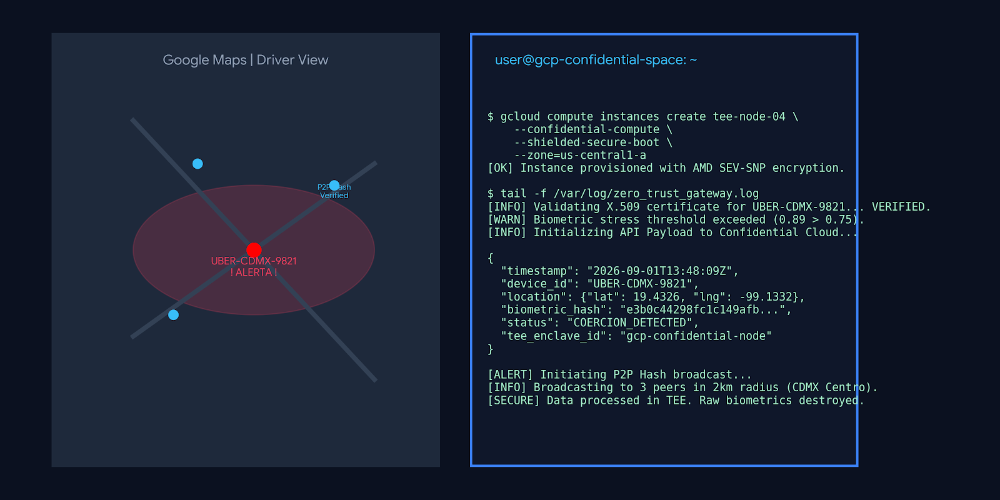 Google Maps | Driver View
P2P Hash
Verified
UBER-CDMX-9821
! ALERTA !
user@gcp-confidential-space: ~
$ gcloud compute instances create tee-node-04 \
--confidential-compute \
--shielded-secure-boot \
--zone=us-central1-a
[OK] Instance provisioned with AMD SEV-SNP encryption.
$ tail -f /var/log/zero_trust_gateway.log
[INFO] Validating X.509 certificate for UBER-CDMX-9821... VERIFIED.
[WARN] Biometric stress threshold exceeded (0.89 > 0.75).
[INFO] Initializing API Payload to Confidential Cloud...
{
"timestamp": "2026-09-01T13:48:09Z",
"device_id": "UBER-CDMX-9821",
"location": {"lat": 19.4326, "lng": -99.1332},
"biometric_hash": "e3b0c44298fc1c149afb...",
"status": "COERCION_DETECTED",
"tee_enclave_id": "gcp-confidential-node"
}
[ALERT] Initiating P2P Hash broadcast...
[INFO] Broadcasting to 3 peers in 2km radius (CDMX Centro).
[SECURE] Data processed in TEE. Raw biometrics destroyed.